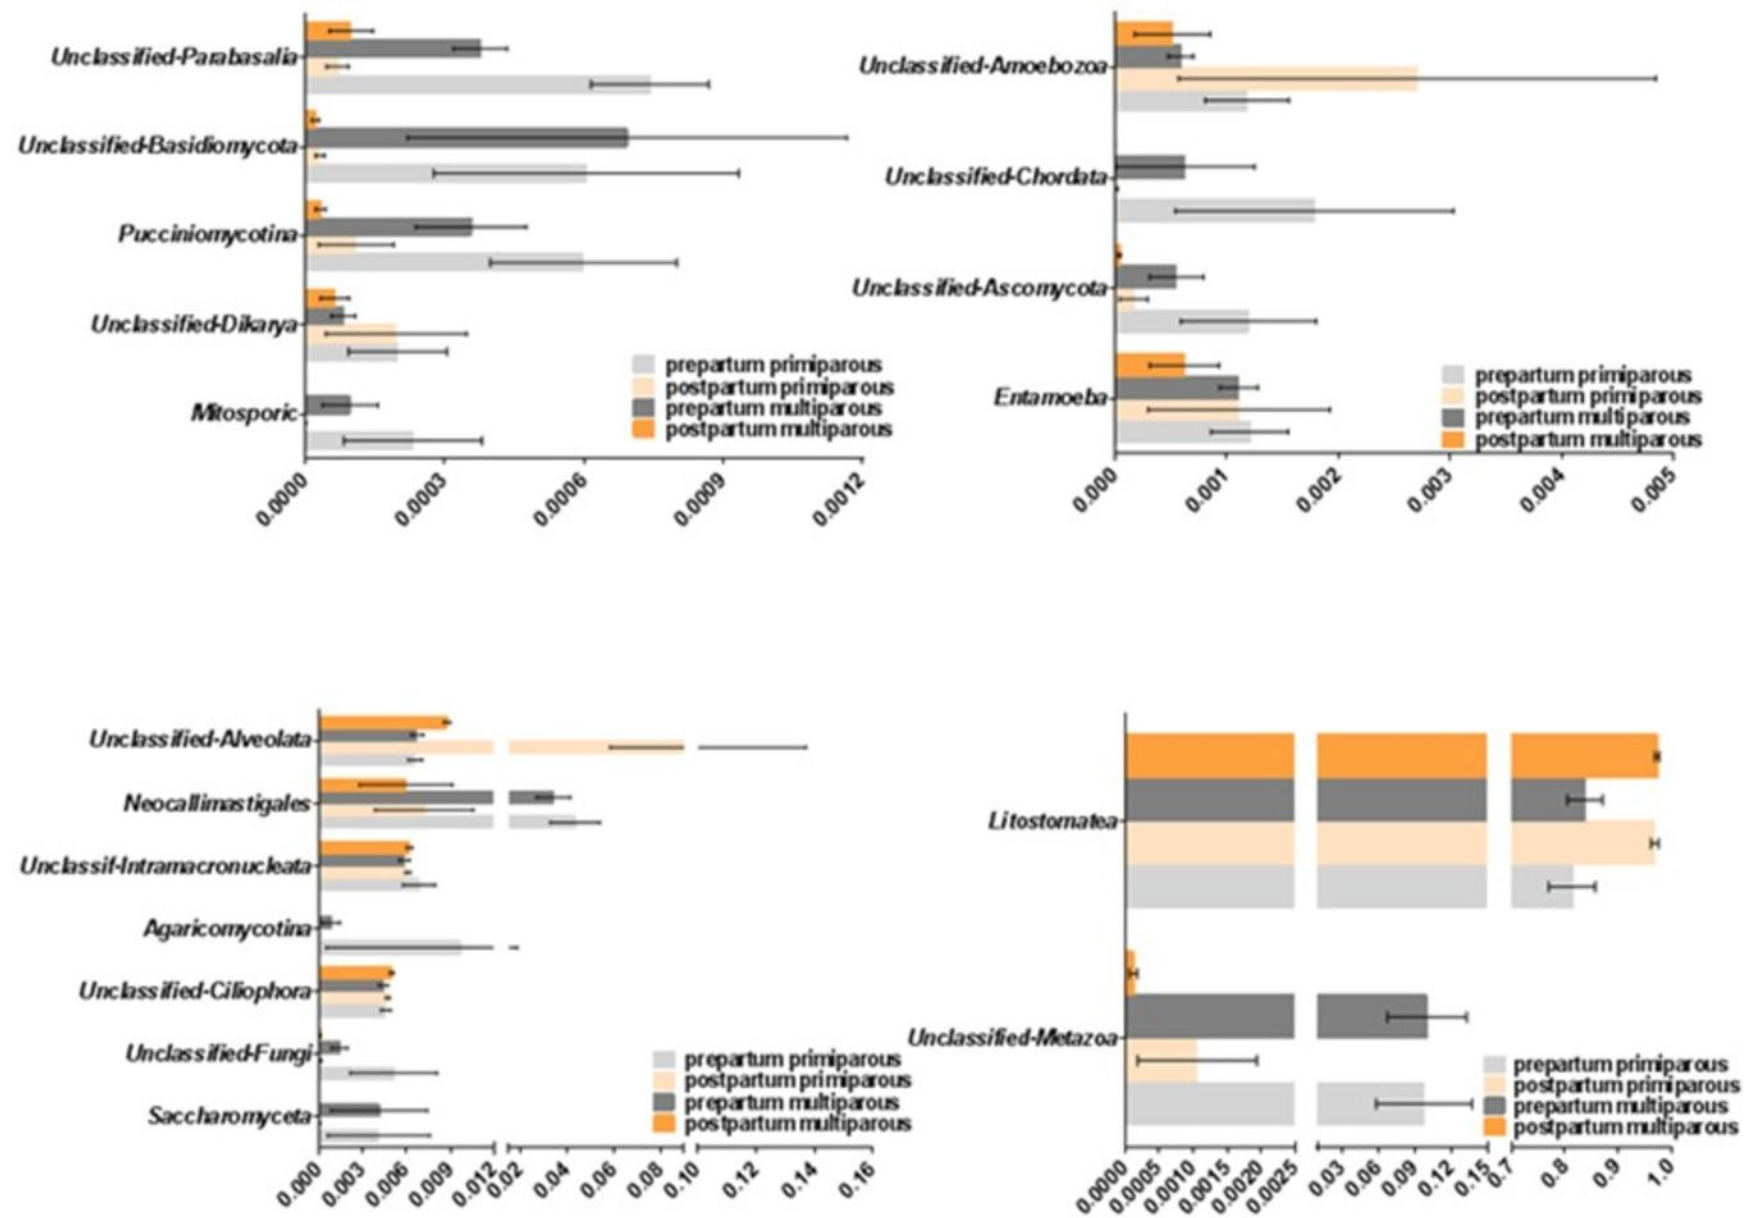 Unclassified-Parabasalia
Unclassified-Basidiomycota
Pucciniomycotina
Unclassified-Dikarya
Mitosporic
prepartum primiparous
postpartum primiparous
prepartum multiparous
postpartum multiparous
0.0000 0.0003 0.0006 0.0009 0.0012
Unclassified-Amoebozoa
Unclassified-Chordata
Unclassified-Ascomycota
Entamoeba
prepartum primiparous
postpartum primiparous
prepartum multiparous
postpartum multiparous
0.000 0.001 0.002 0.003 0.004 0.005
Unclassified-Alveolata
Neocallimastigales
Unclassif-Intramacronucleata
Agaricomycotina
Unclassified-Ciliophora
Unclassified-Fungi
Saccharomyceta
prepartum primiparous
postpartum primiparous
prepartum multiparous
postpartum multiparous
0.000 0.003 0.006 0.009 0.012 0.02 0.04 0.06 0.08 0.10 0.12 0.14 0.16
Litostomatea
Unclassified-Metazoa
prepartum primiparous
postpartum primiparous
prepartum multiparous
postpartum multiparous
0.0000 0.0005 0.0010 0.0015 0.0020 0.0025 0.03 0.06 0.09 0.12 0.15 0.7 0.8 0.9 1.0